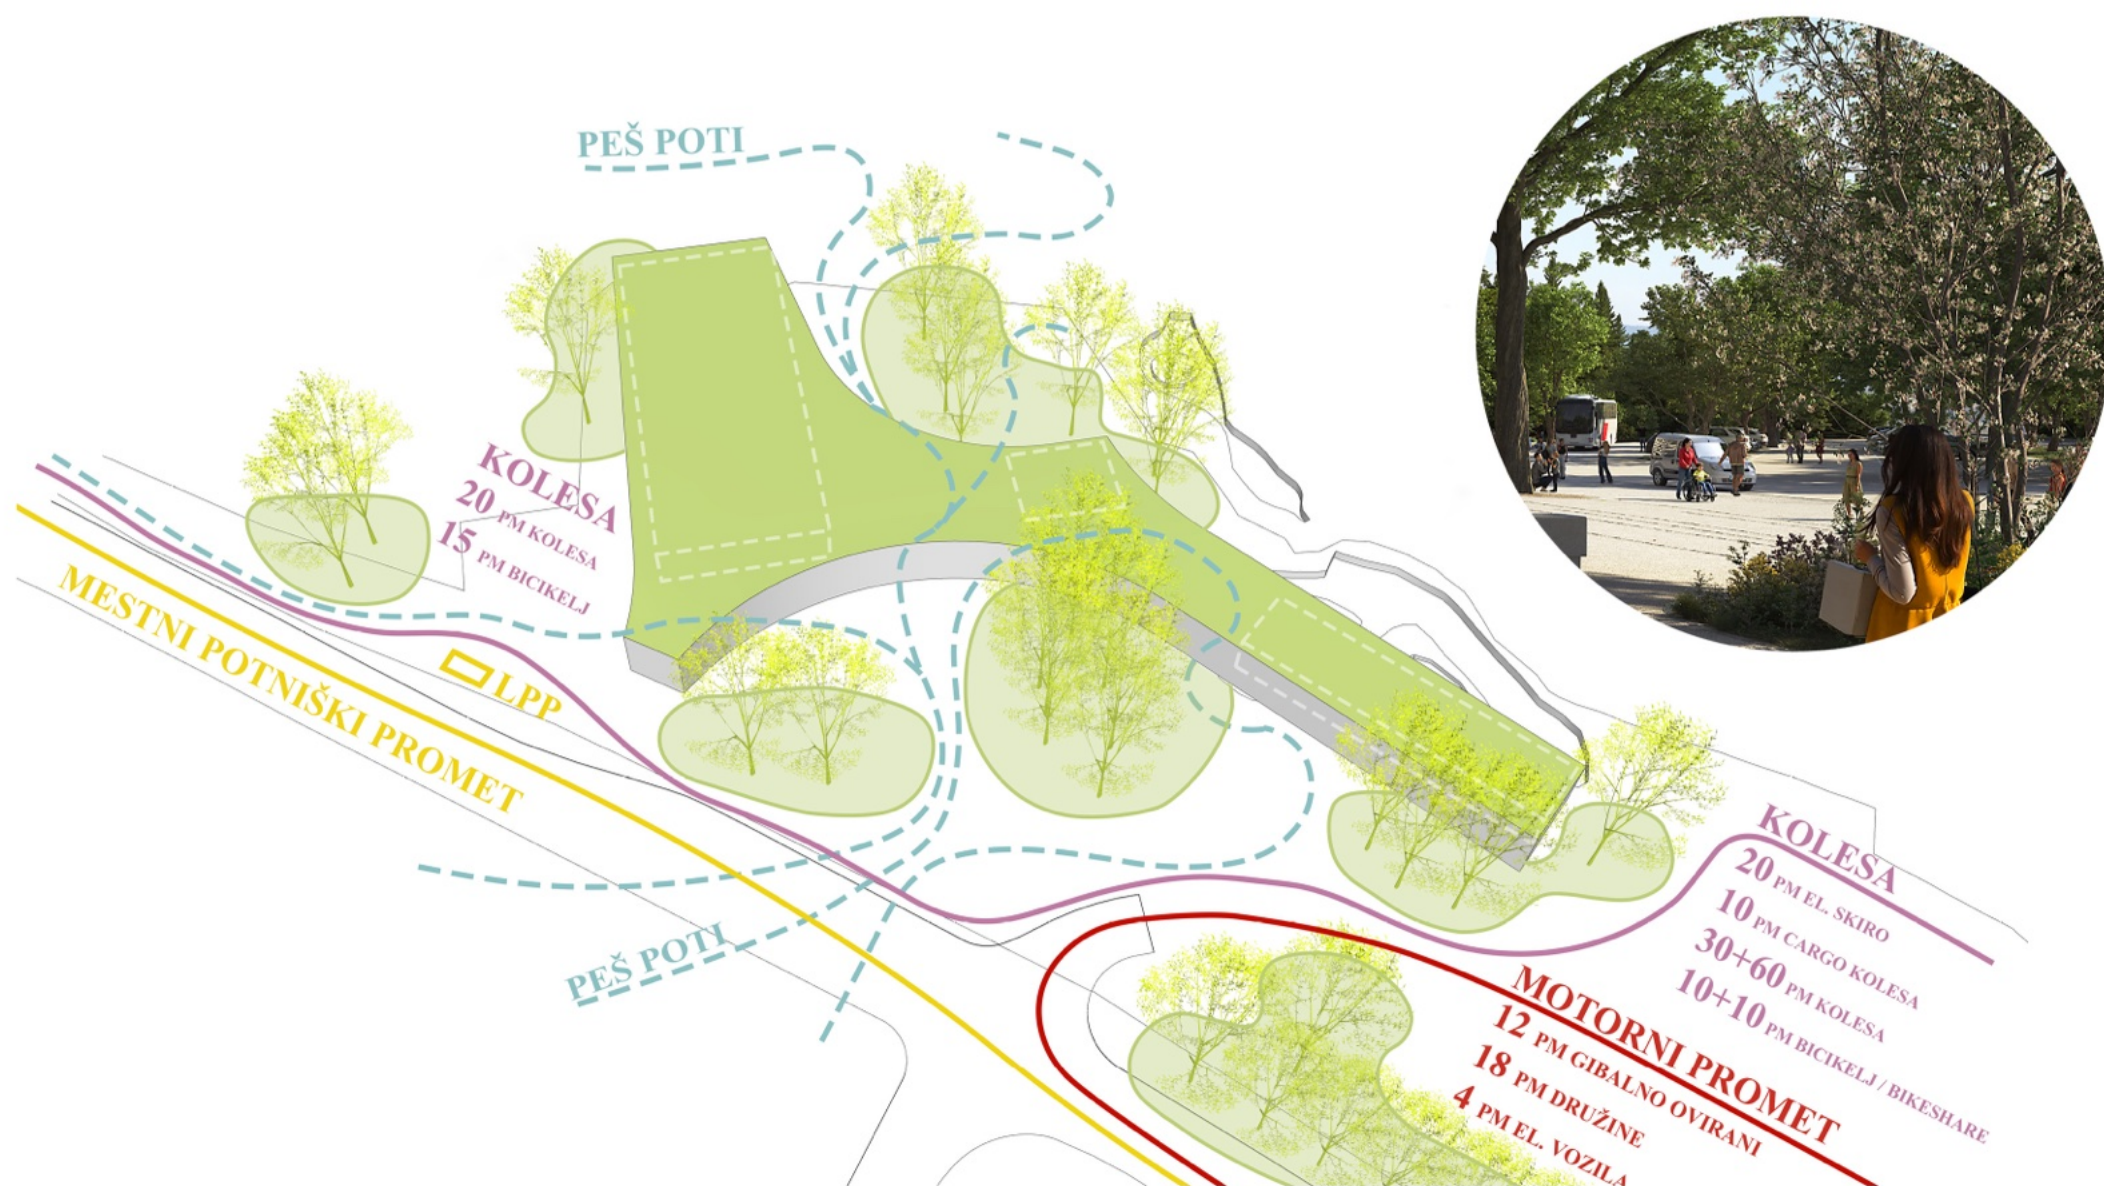 PEŠ POTI
KOLESA
20 PM KOLESA
15 PM BICIKELJ
MESTNI POTNIŠKI PROMET
LPP
PEŠ POTI
KOLESA
20 PM EL. SKIRO
10 PM CARGO KOLESA
30+60 PM KOLESA
10+10 PM BICIKELJ / BIKESHARE
MOTORNI PROMET
12 PM GIBALNO OVIRANI
18 PM DRUŽINE
4 PM EL. VOZILA